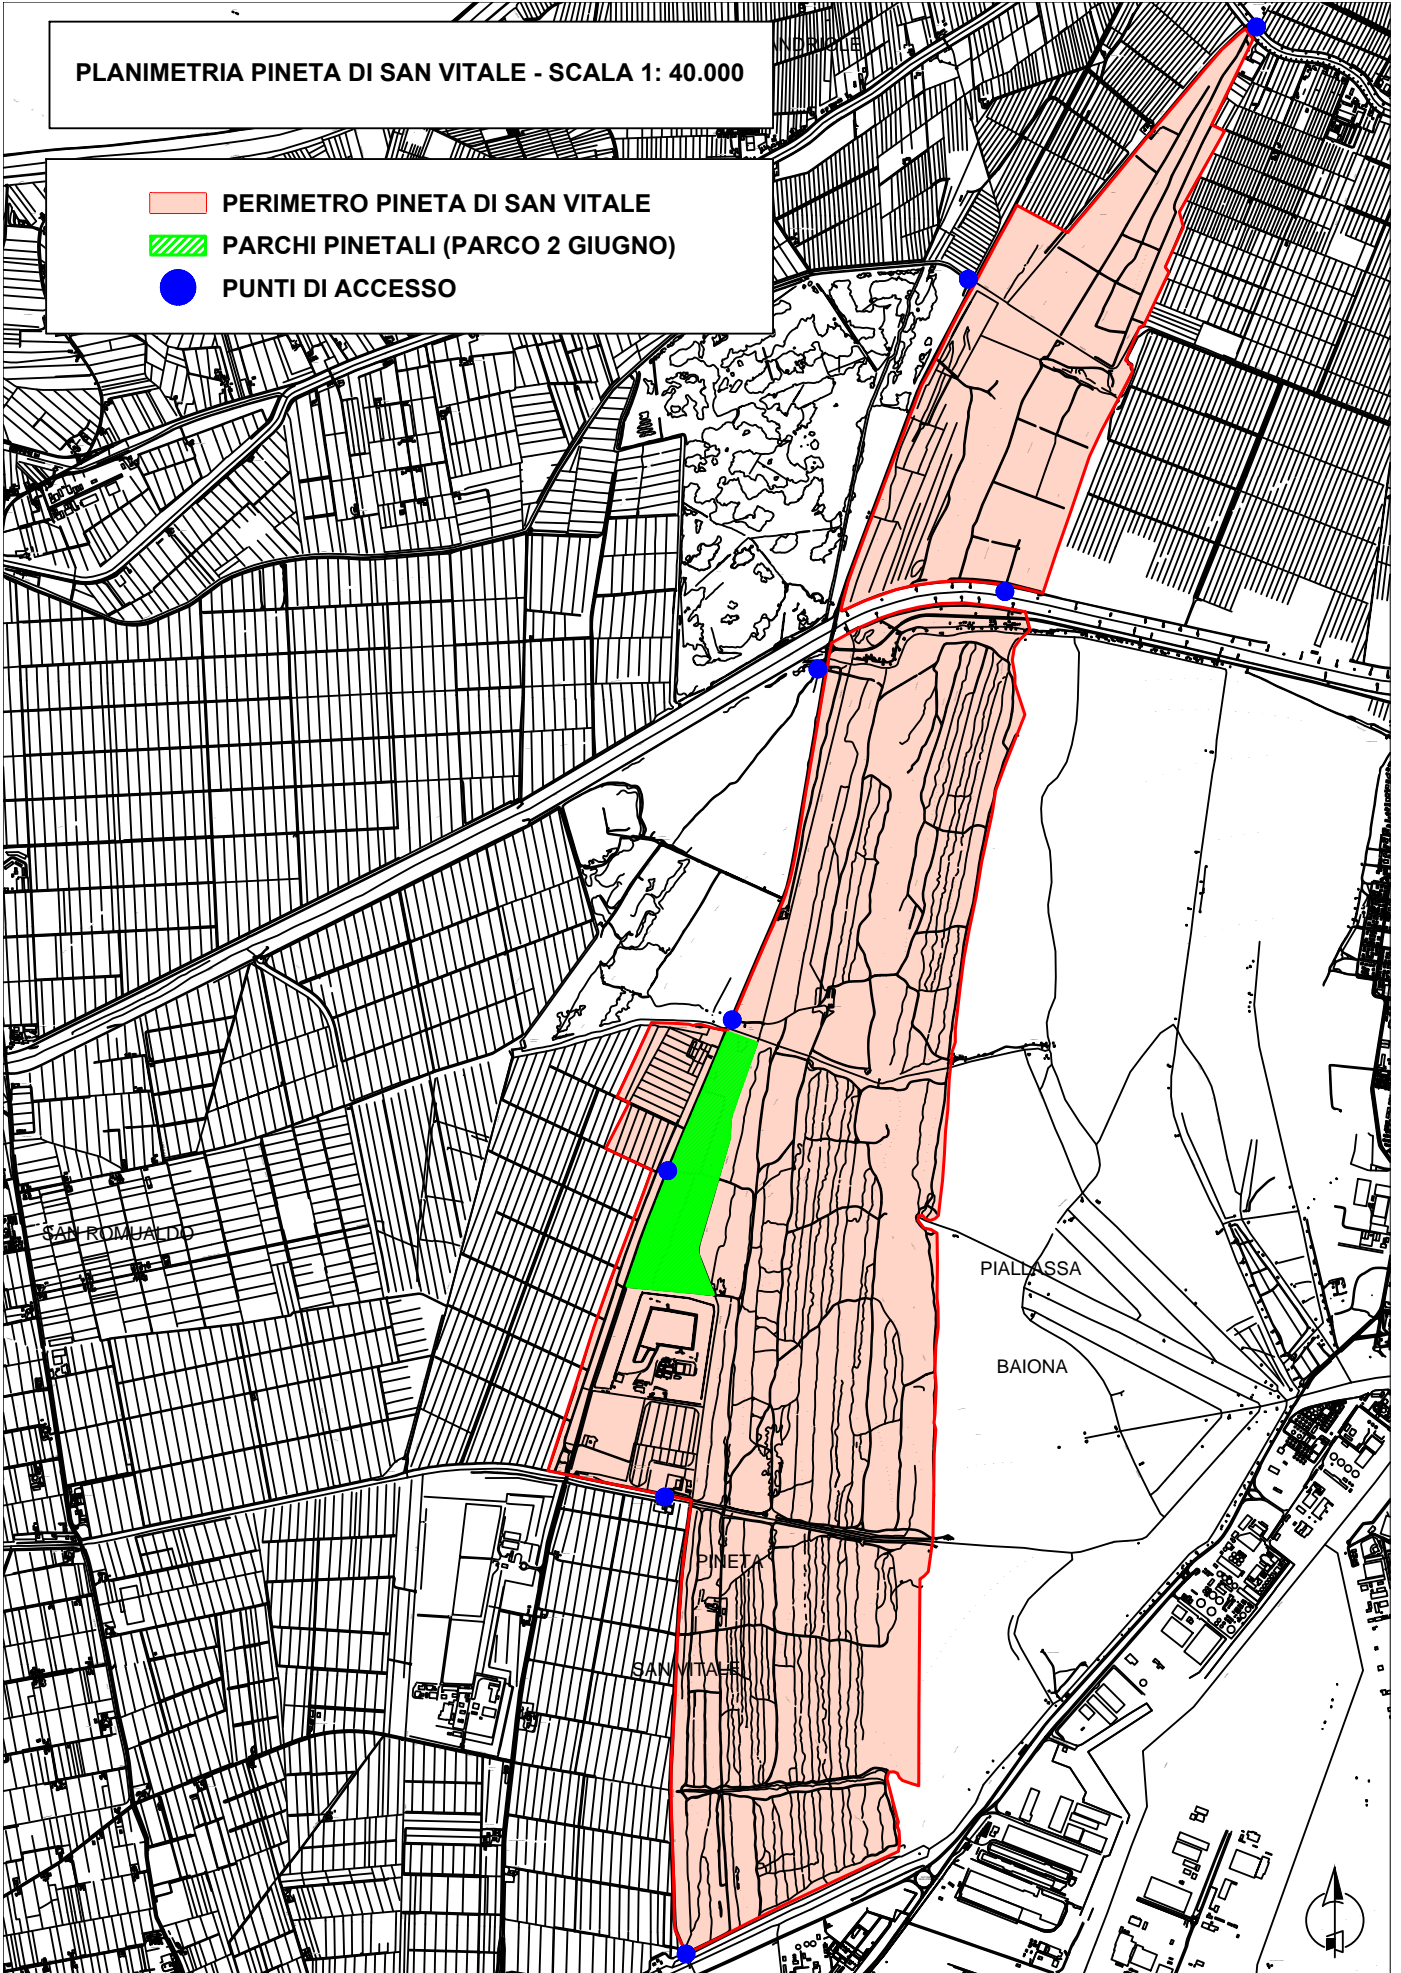 PLANIMETRIA PINETA DI SAN VITALE - SCALA 1: 40.000
PERIMETRO PINETA DI SAN VITALE
PARCHI PINETALI (PARCO 2 GIUGNO)
PUNTI DI ACCESSO
ANDRIOLE
SAN ROMUALDO
PIALLASSA
BAIONA
PINETA
SAN VITALE